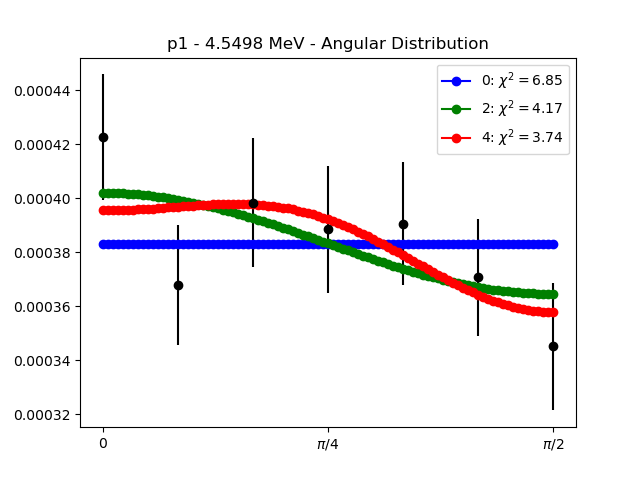 p1 - 4.5498 MeV - Angular Distribution
0: χ² = 6.85
2: χ² = 4.17
4: χ² = 3.74
0.00044
0.00042
0.00040
0.00038
0.00036
0.00034
0.00032
0 π/4 π/2